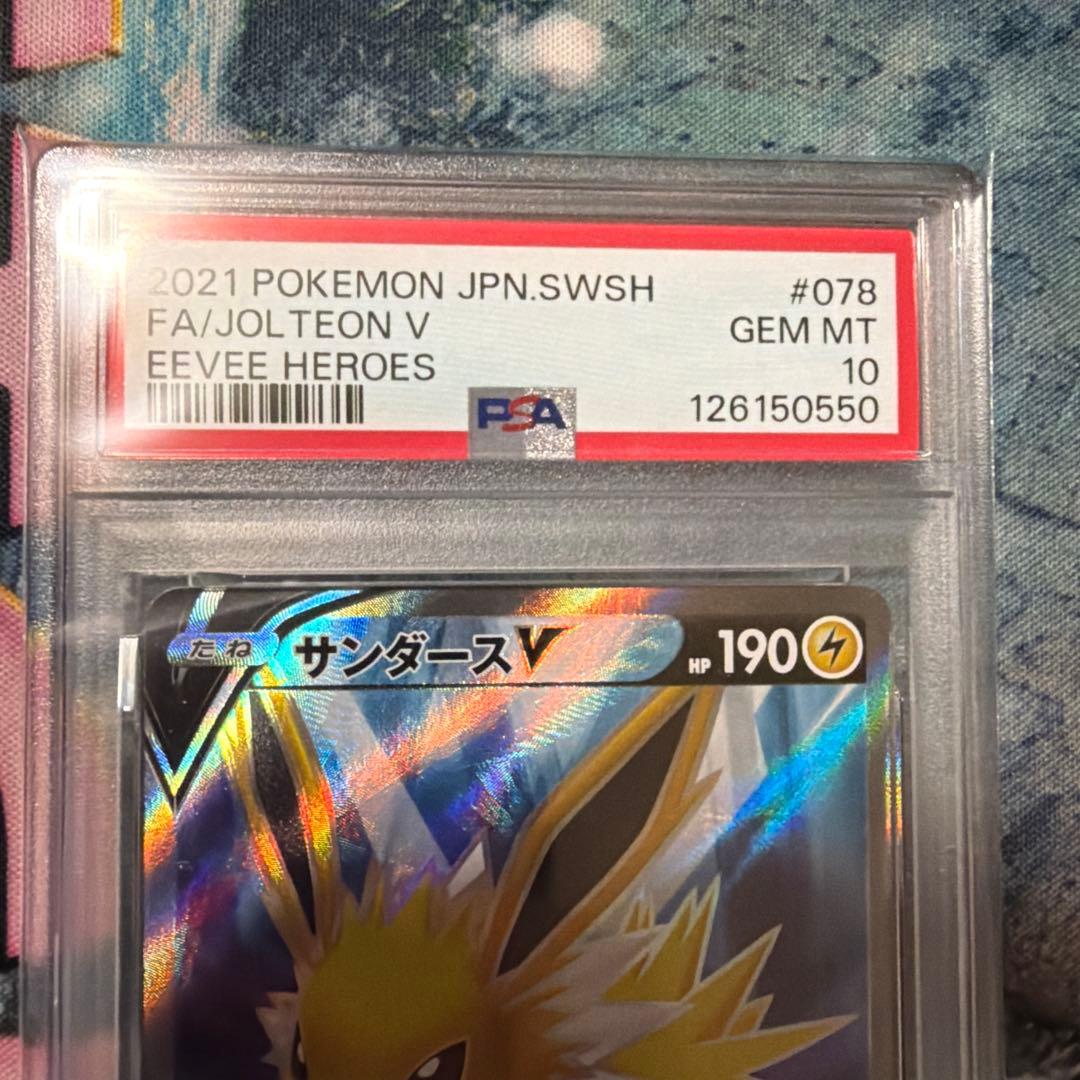 2021 POKEMON JPN.SWSH #078
FA/JOLTEON V GEM MT
EEVEE HEROES 10
PSA 126150550
たね サンダースV HP 190